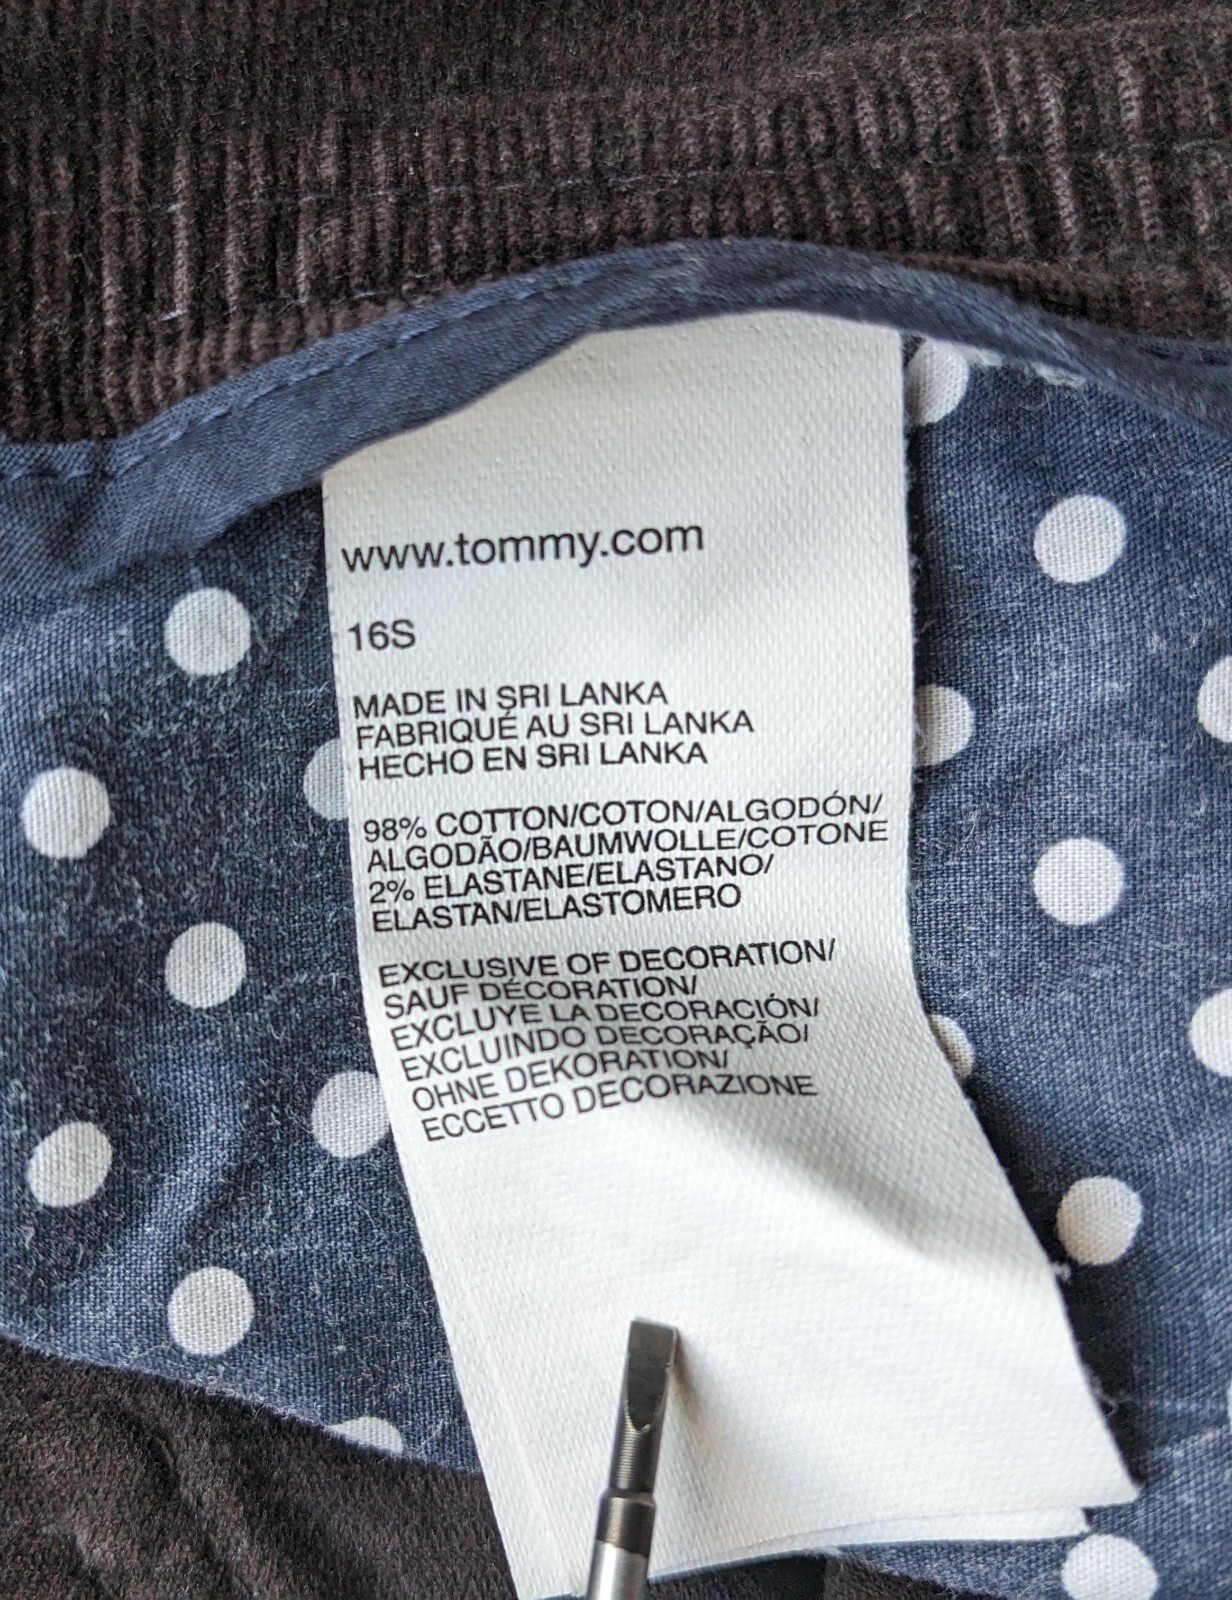 www.tommy.com
16S
MADE IN SRI LANKA
FABRIQUÉ AU SRI LANKA
HECHO EN SRI LANKA
98% COTTON/COTON/ALGODÓN/
ALGODÃO/BAUMWOLLE/COTONE
2% ELASTANE/ELASTANO/
ELASTAN/ELASTOMERO
EXCLUSIVE OF DECORATION/
SAUF DÉCORATION/
EXCLUYE LA DECORACIÓN/
EXCLUINDO DECORAÇÃO/
OHNE DEKORATION/
ECCETTO DECORAZIONE